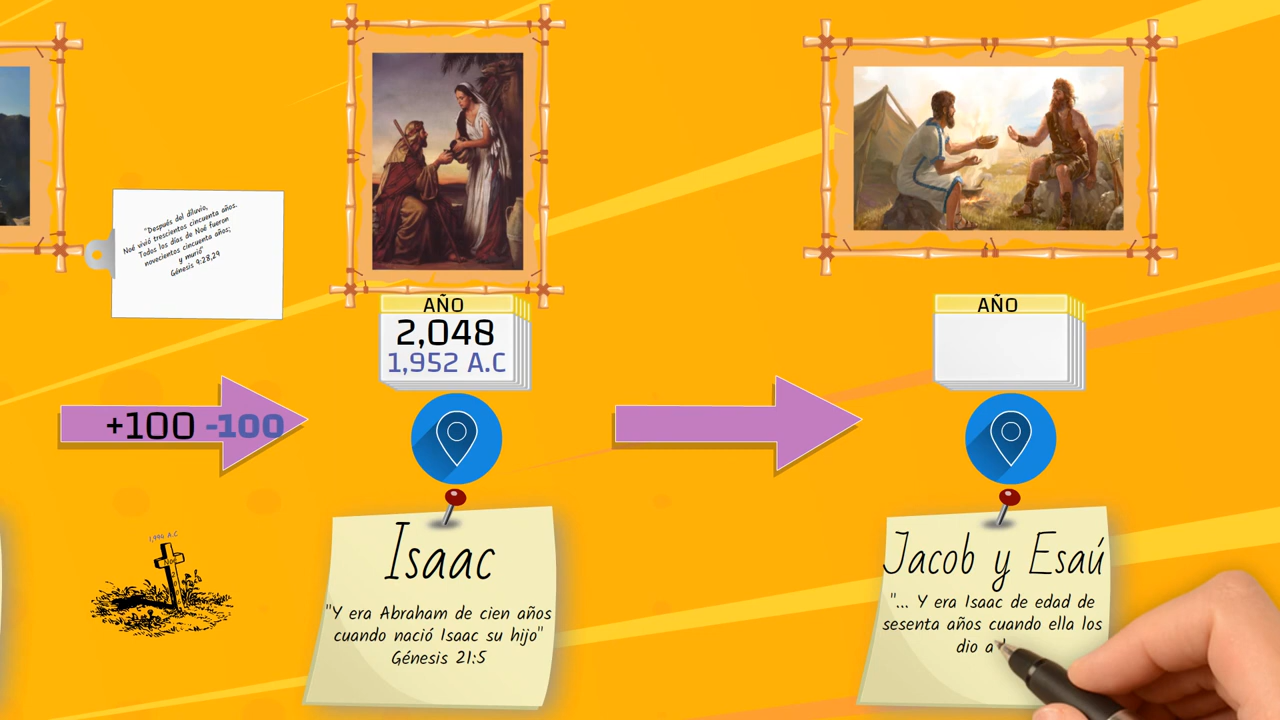 "Después del diluvio,
Noé vivió trescientos cincuenta años.
Todos los días de Noé fueron
novecientos cincuenta años;
y murió"
Génesis 9:28,29
AÑO
2,048
1,952 A.C
AÑO
+100 -100
1,994 A.C
Isaac
"Y era Abraham de cien años
cuando nació Isaac su hijo"
Génesis 21:5
Jacob y Esaú
"... Y era Isaac de edad de
sesenta años cuando ella los
dio a